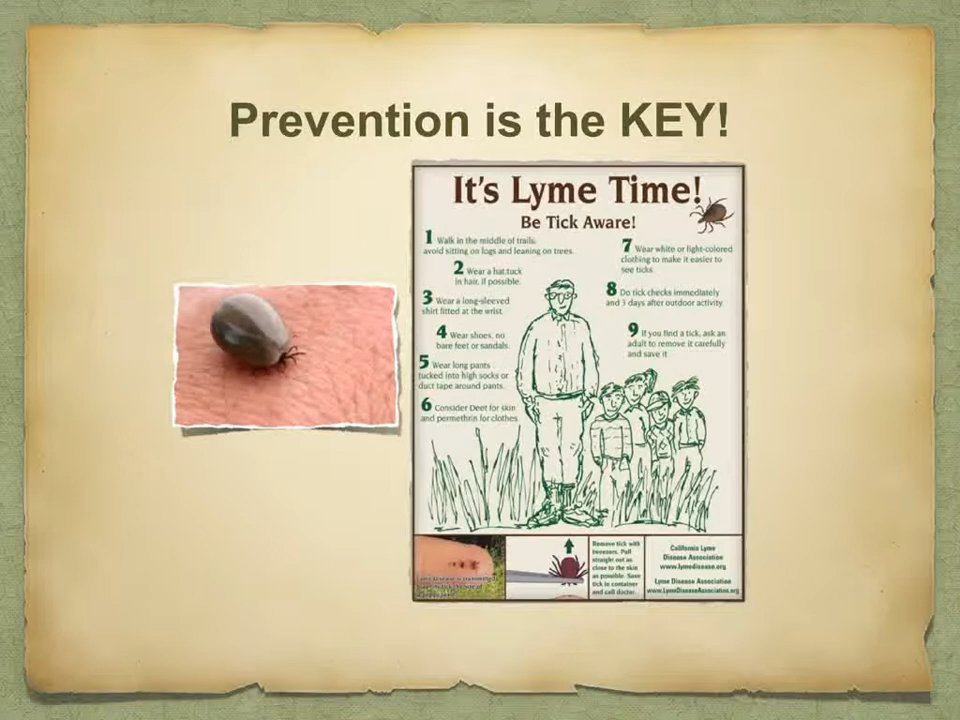 Prevention is the KEY!
It's Lyme Time!
Be Tick Aware!
1 Walk in the middle of trails;
avoid sitting on logs and leaning on trees.
2 Wear a hat, tuck
in hair, if possible.
3 Wear a long-sleeved
shirt fitted at the wrist.
4 Wear shoes, no
bare feet or sandals.
5 Wear long pants
tucked into high socks or
duct tape around pants.
6 Consider Deet for skin
and permethrin for clothes.
7 Wear white or light-colored
clothing to make it easier to
see ticks.
8 Do tick checks immediately
and 3 days after outdoor activity.
9 If you find a tick, ask an
adult to remove it carefully
and save it
Lyme disease is transmitted
Remove tick with
tweezers. Pull
straight out as
close to the skin
as possible. Save
tick in container
and call doctor.
California Lyme
Disease Association
www.lymedisease.org
Lyme Disease Association
www.LymeDiseaseAssociation.org